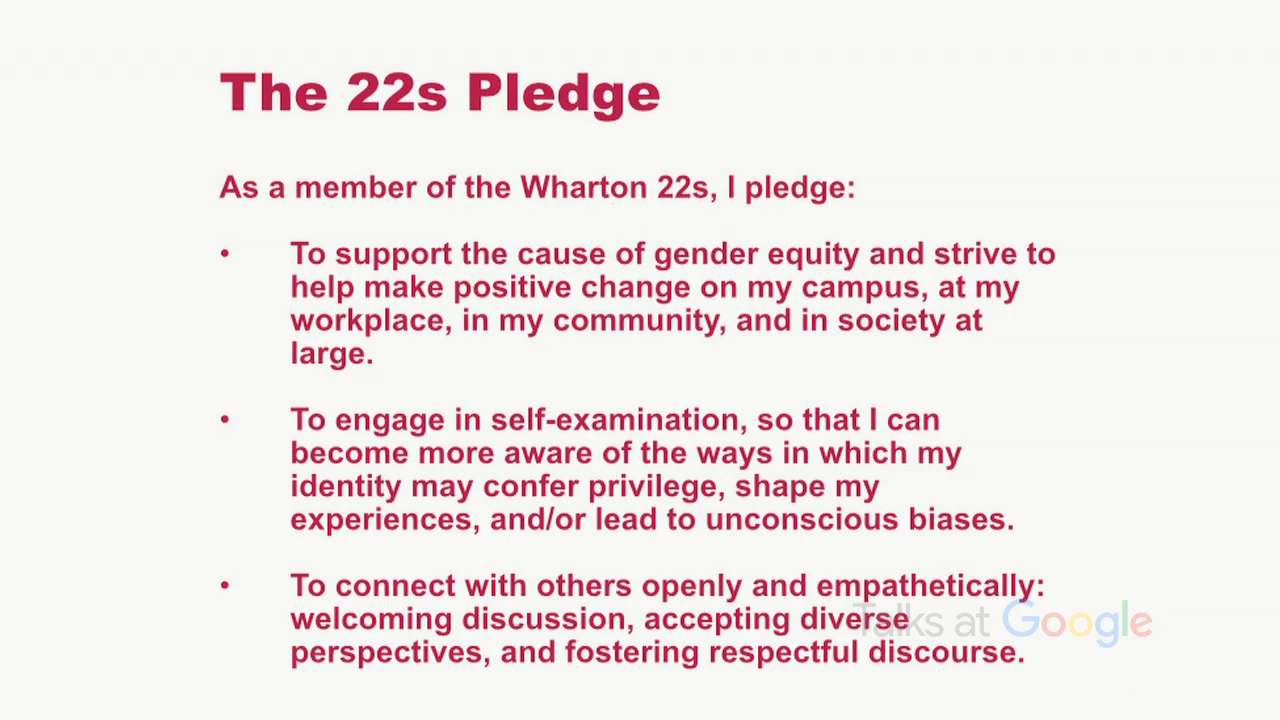 The 22s Pledge
As a member of the Wharton 22s, I pledge:
• To support the cause of gender equity and strive to
help make positive change on my campus, at my
workplace, in my community, and in society at
large.
• To engage in self-examination, so that I can
become more aware of the ways in which my
identity may confer privilege, shape my
experiences, and/or lead to unconscious biases.
• To connect with others openly and empathetically:
welcoming discussion, accepting diverse
perspectives, and fostering respectful discourse.
Talks at Google